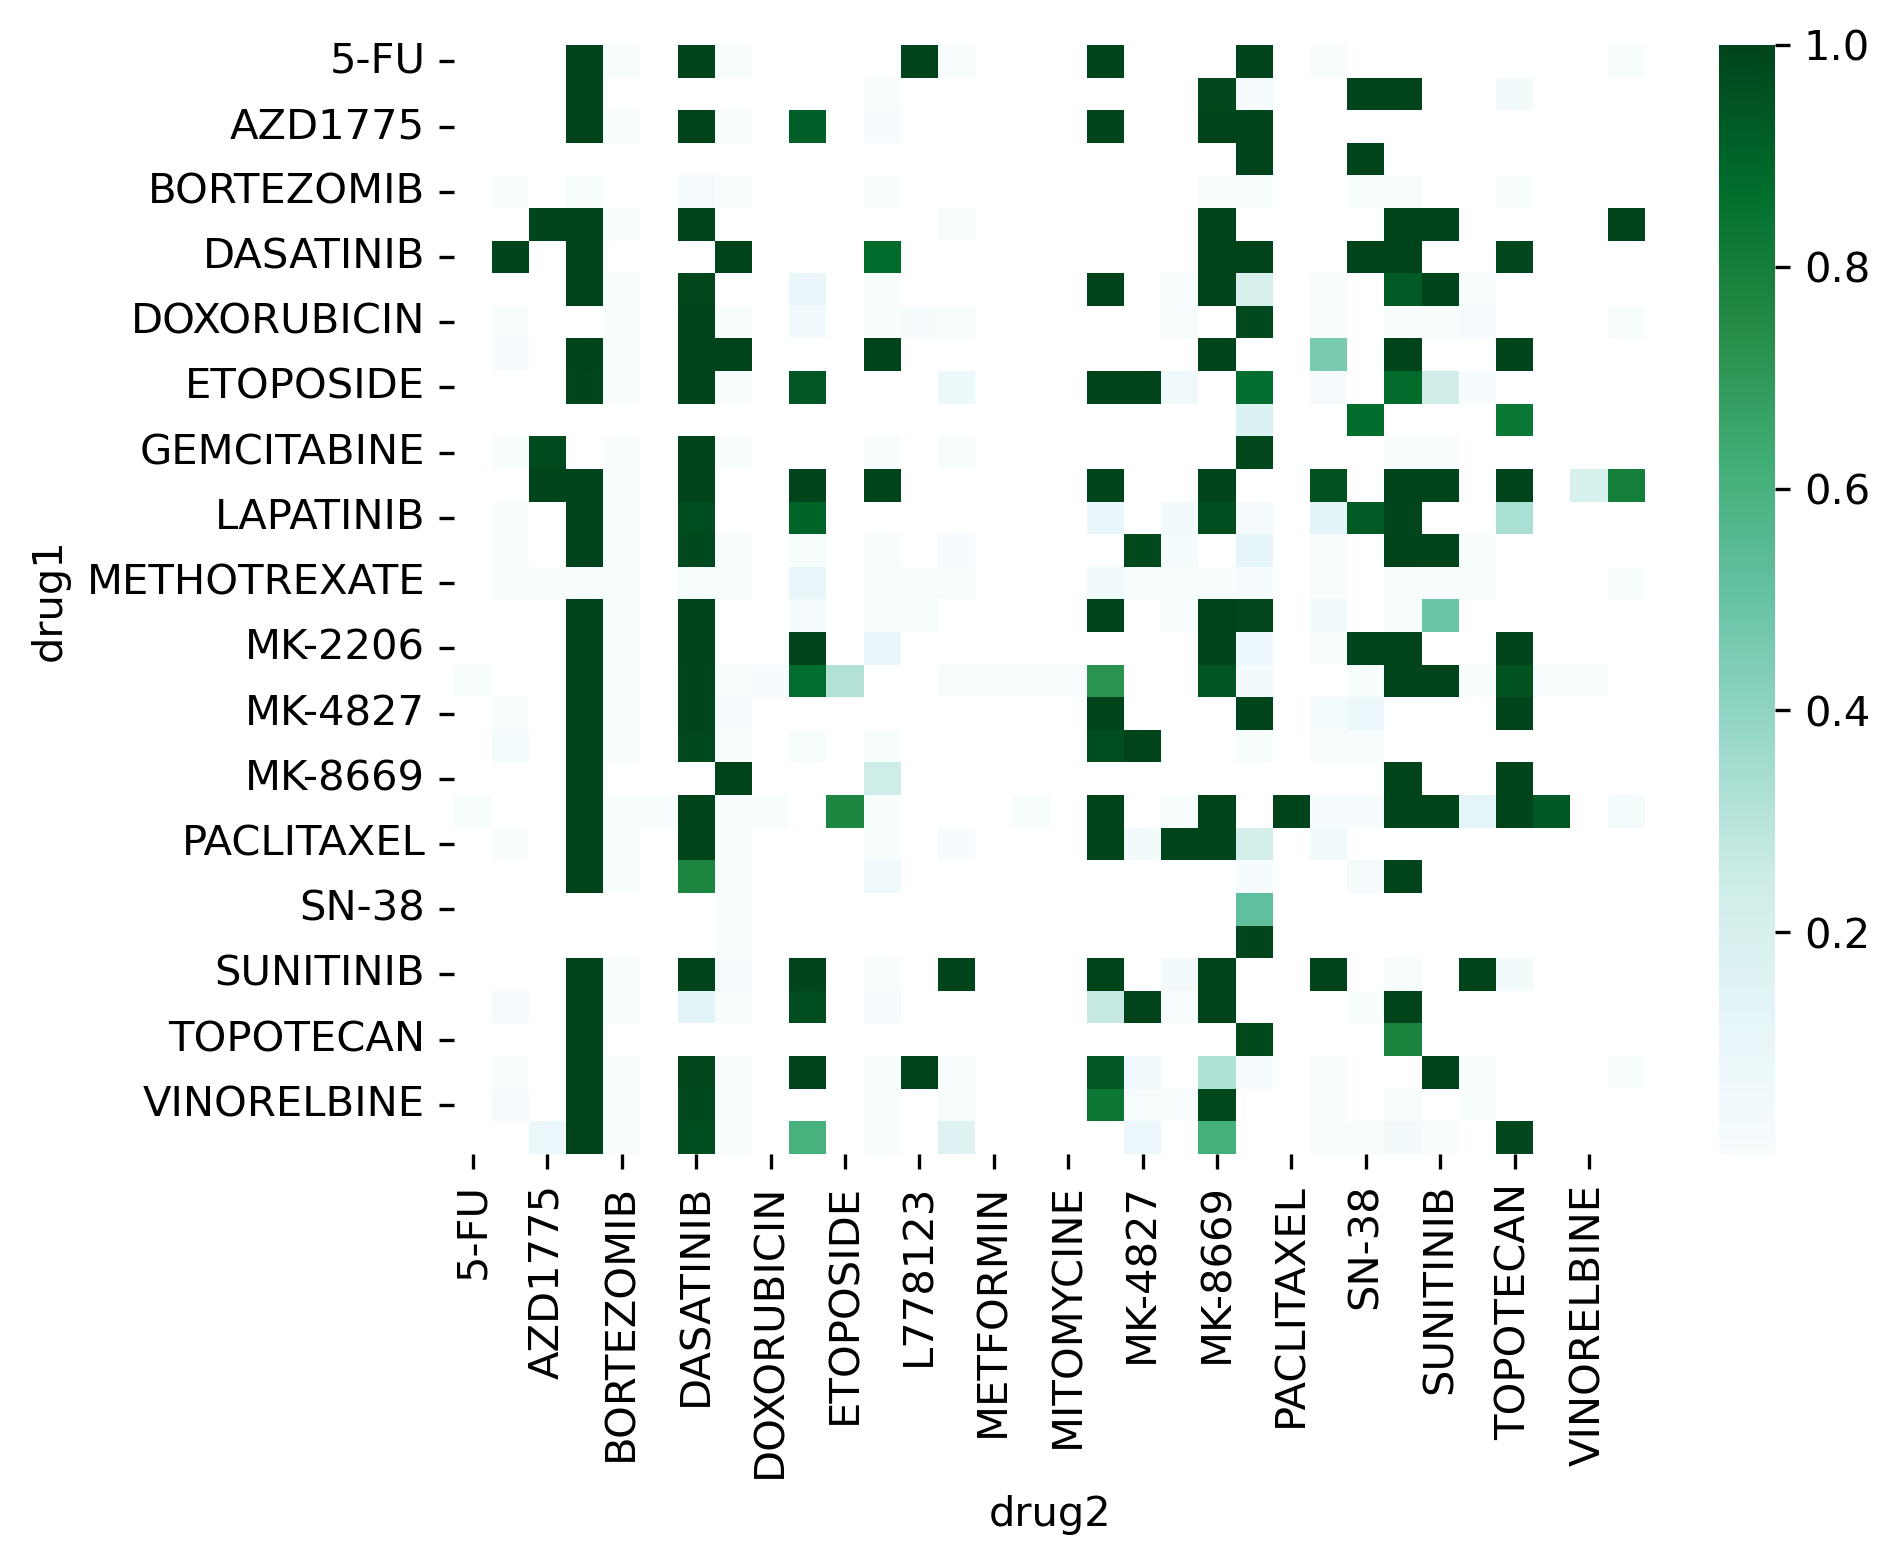 5-FU
AZD1775
BORTEZOMIB
DASATINIB
DOXORUBICIN
ETOPOSIDE
GEMCITABINE
LAPATINIB
METHOTREXATE
MK-2206
MK-4827
MK-8669
PACLITAXEL
SN-38
SUNITINIB
TOPOTECAN
VINORELBINE
drug1
5-FU
AZD1775
BORTEZOMIB
DASATINIB
DOXORUBICIN
ETOPOSIDE
L778123
METFORMIN
MITOMYCINE
MK-4827
MK-8669
PACLITAXEL
SN-38
SUNITINIB
TOPOTECAN
VINORELBINE
drug2
1.0
0.8
0.6
0.4
0.2